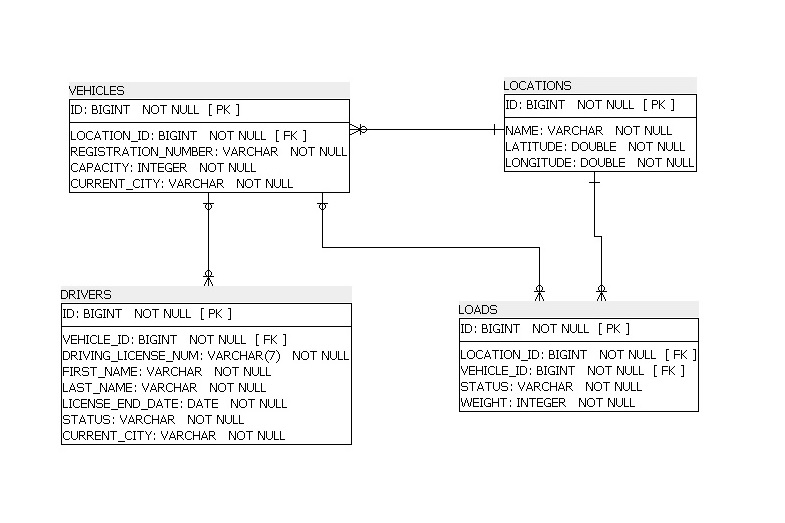 VEHICLES
ID: BIGINT NOT NULL [ PK ]
LOCATION_ID: BIGINT NOT NULL [ FK ]
REGISTRATION_NUMBER: VARCHAR NOT NULL
CAPACITY: INTEGER NOT NULL
CURRENT_CITY: VARCHAR NOT NULL
LOCATIONS
ID: BIGINT NOT NULL [ PK ]
NAME: VARCHAR NOT NULL
LATITUDE: DOUBLE NOT NULL
LONGITUDE: DOUBLE NOT NULL
DRIVERS
ID: BIGINT NOT NULL [ PK ]
VEHICLE_ID: BIGINT NOT NULL [ FK ]
DRIVING_LICENSE_NUM: VARCHAR(7) NOT NULL
FIRST_NAME: VARCHAR NOT NULL
LAST_NAME: VARCHAR NOT NULL
LICENSE_END_DATE: DATE NOT NULL
STATUS: VARCHAR NOT NULL
CURRENT_CITY: VARCHAR NOT NULL
LOADS
ID: BIGINT NOT NULL [ PK ]
LOCATION_ID: BIGINT NOT NULL [ FK ]
VEHICLE_ID: BIGINT NOT NULL [ FK ]
STATUS: VARCHAR NOT NULL
WEIGHT: INTEGER NOT NULL